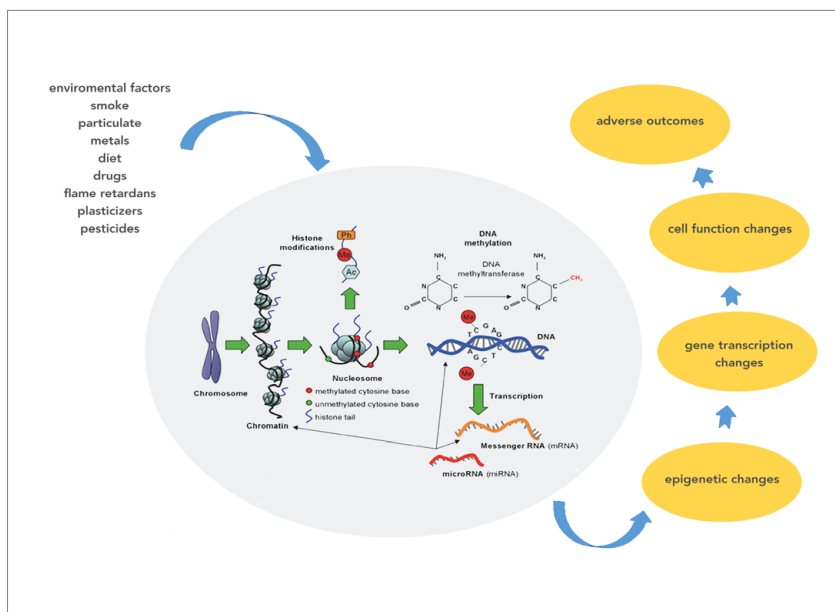 enviromental factors
smoke
particulate
metals
diet
drugs
flame retardans
plasticizers
pesticides
adverse outcomes
cell function changes
gene transcription
changes
epigenetic changes
Histone
modifications
Ph
Me
Ac
DNA
methylation
DNA
methyltransferase
NH₂
N
C
C
C
N
O
NH₂
CH₃
N
C
C
C
N
O
Me
T C G A G
DNA
A G C T C
Me
Chromosome
Chromatin
Nucleosome
methylated cytosine base
unmethylated cytosine base
histone tail
Transcription
Messenger RNA (mRNA)
microRNA (miRNA)